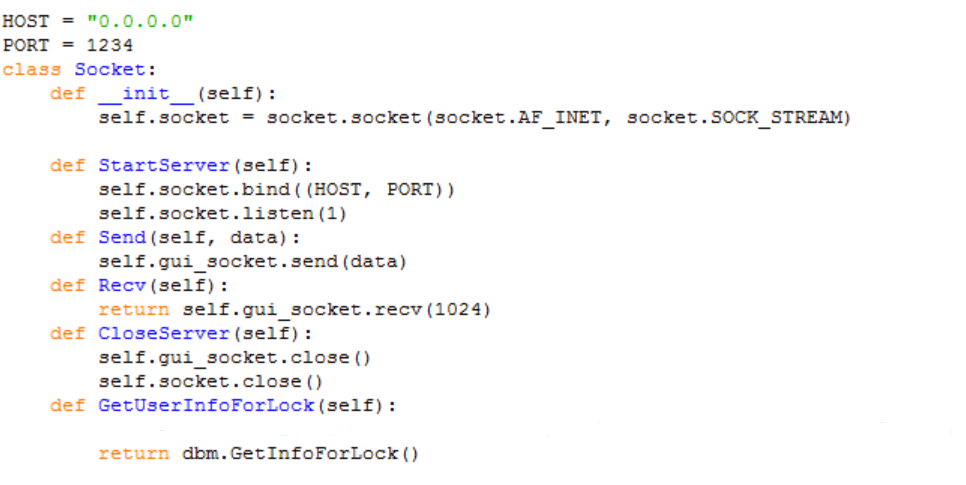 HOST = "0.0.0.0"
PORT = 1234
class Socket:
    def __init__(self):
        self.socket = socket.socket(socket.AF_INET, socket.SOCK_STREAM)
    def StartServer(self):
        self.socket.bind((HOST, PORT))
        self.socket.listen(1)
    def Send(self, data):
        self.gui_socket.send(data)
    def Recv(self):
        return self.gui_socket.recv(1024)
    def CloseServer(self):
        self.gui_socket.close()
        self.socket.close()
    def GetUserInfoForLock(self):
        return dbm.GetInfoForLock()